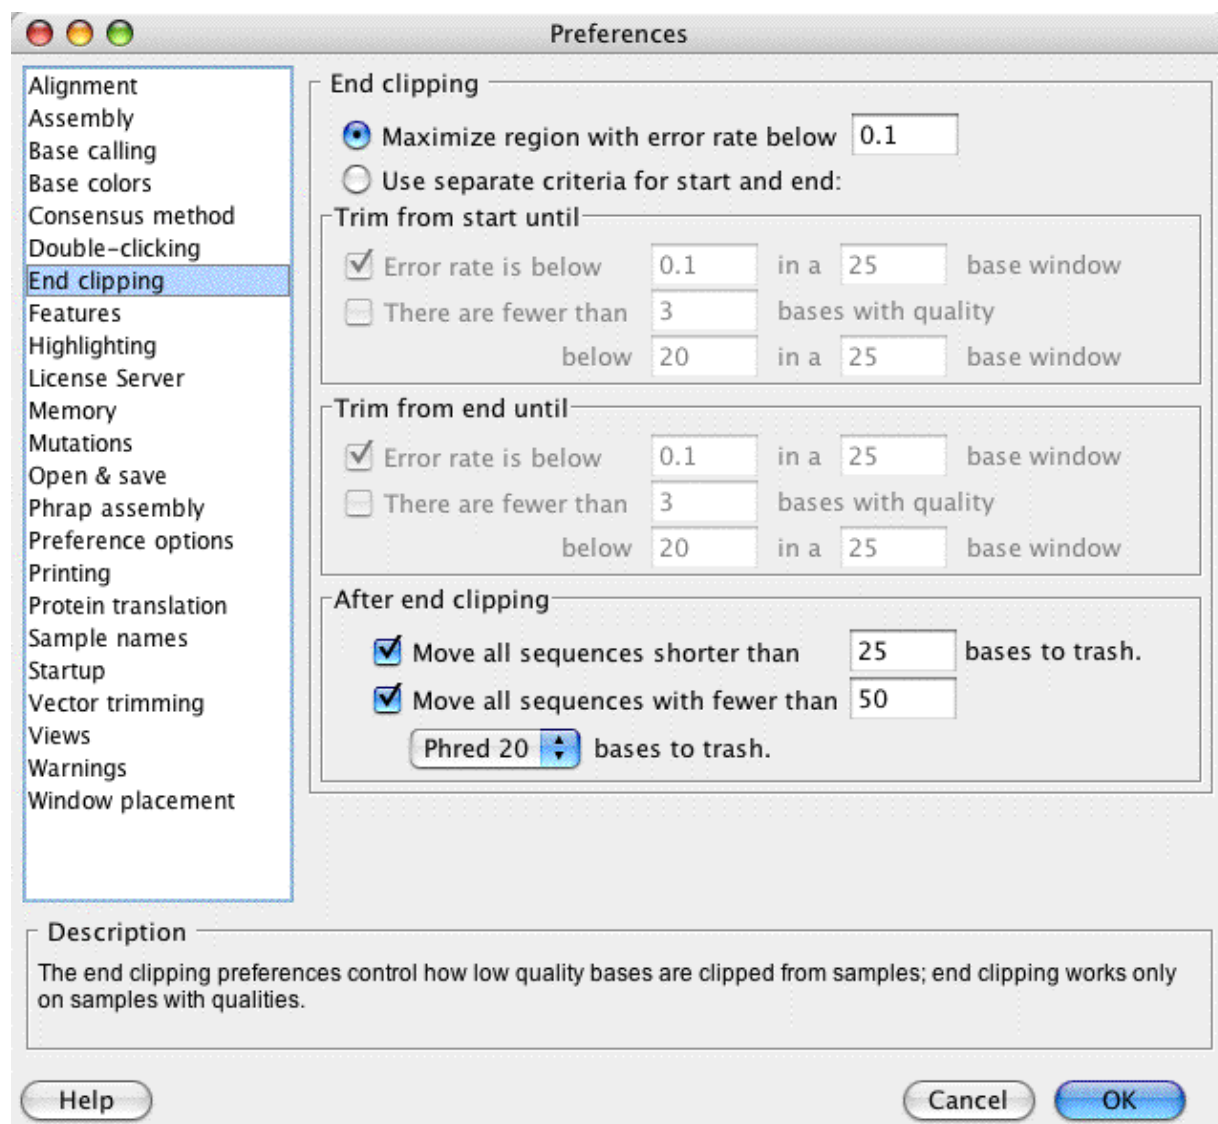 Preferences
Alignment
Assembly
Base calling
Base colors
Consensus method
Double-clicking
End clipping
Features
Highlighting
License Server
Memory
Mutations
Open & save
Phrap assembly
Preference options
Printing
Protein translation
Sample names
Startup
Vector trimming
Views
Warnings
Window placement
End clipping
Maximize region with error rate below 0.1
Use separate criteria for start and end:
Trim from start until
Error rate is below 0.1 in a 25 base window
There are fewer than 3 bases with quality
below 20 in a 25 base window
Trim from end until
Error rate is below 0.1 in a 25 base window
There are fewer than 3 bases with quality
below 20 in a 25 base window
After end clipping
Move all sequences shorter than 25 bases to trash.
Move all sequences with fewer than 50
Phred 20 bases to trash.
Description
The end clipping preferences control how low quality bases are clipped from samples; end clipping works only
on samples with qualities.
Help Cancel OK